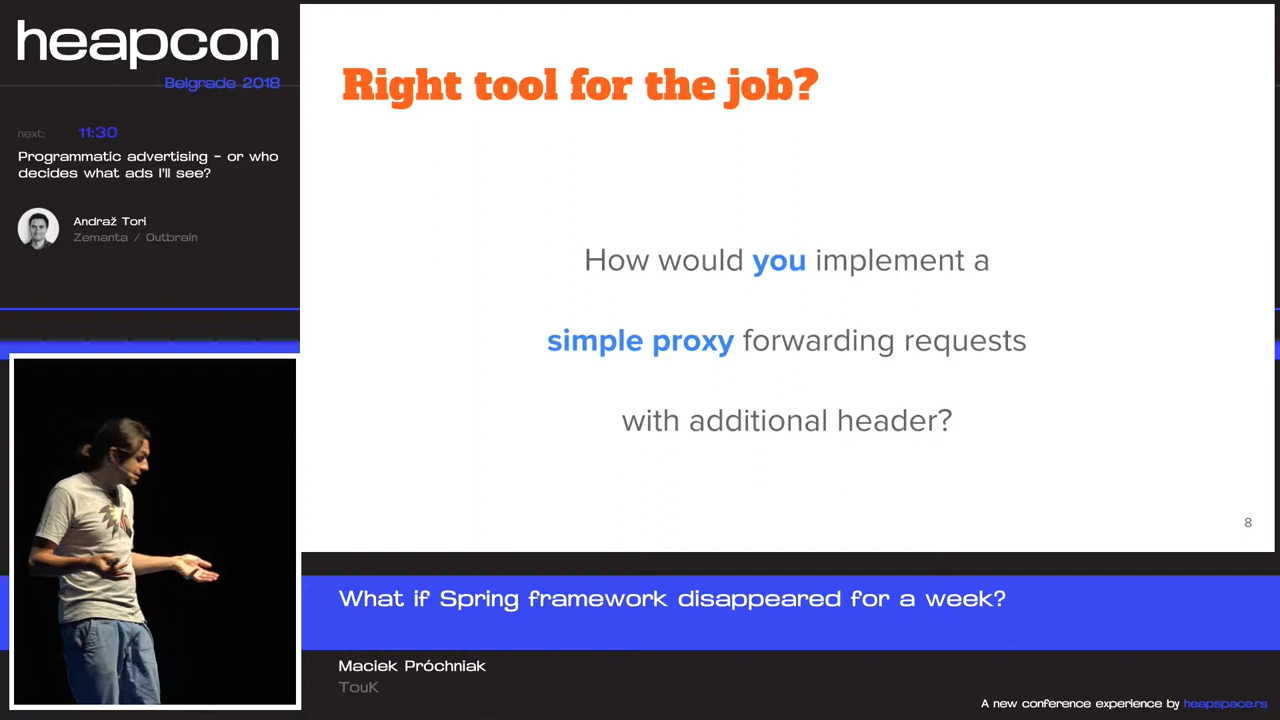 heapcon
Belgrade 2018
next: 11:30
Programmatic advertising - or who
decides what ads I'll see?
Andraž Tori
Zemanta / Outbrain
Right tool for the job?
How would you implement a
simple proxy forwarding requests
with additional header?
8
What if Spring framework disappeared for a week?
Maciek Próchniak
TouK
A new conference experience by heapspace.rs